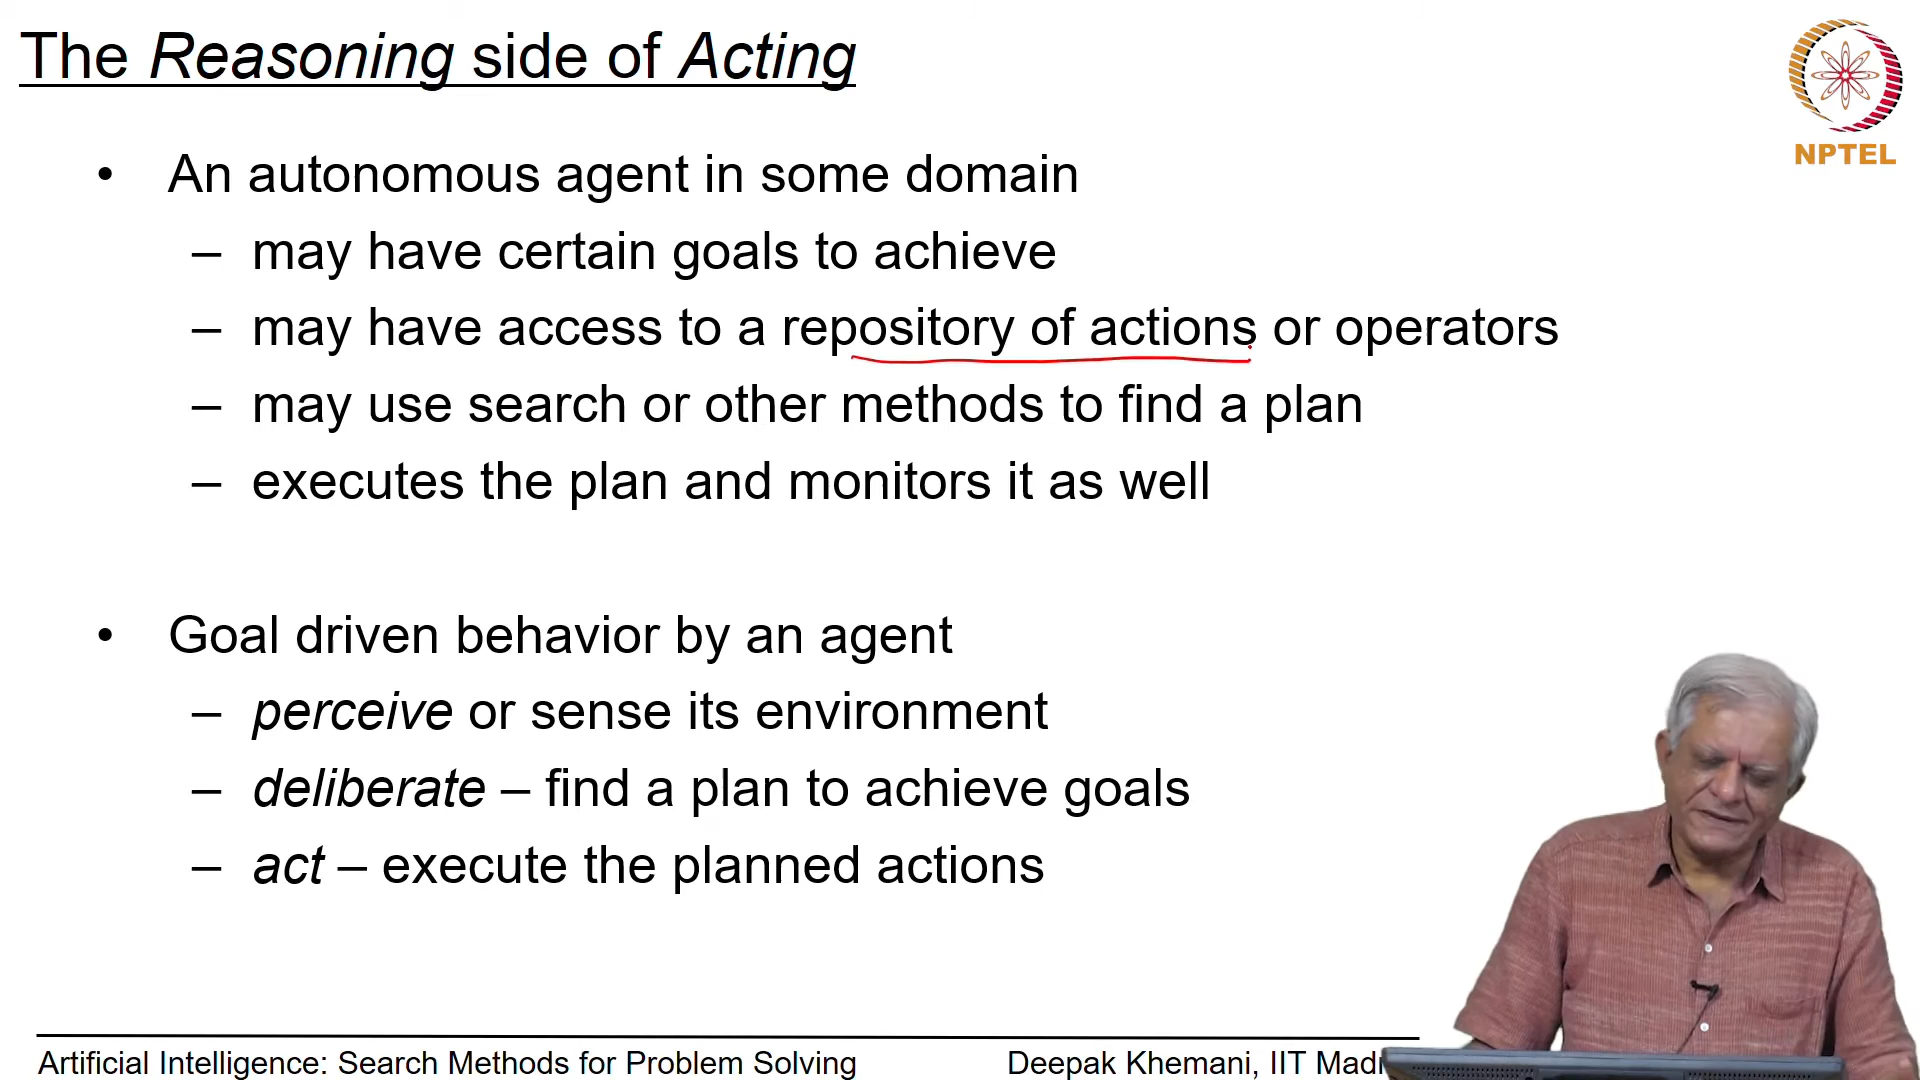 The Reasoning side of Acting
NPTEL
• An autonomous agent in some domain
– may have certain goals to achieve
– may have access to a repository of actions or operators
– may use search or other methods to find a plan
– executes the plan and monitors it as well
• Goal driven behavior by an agent
– perceive or sense its environment
– deliberate – find a plan to achieve goals
– act – execute the planned actions
Artificial Intelligence: Search Methods for Problem Solving
Deepak Khemani, IIT Madr